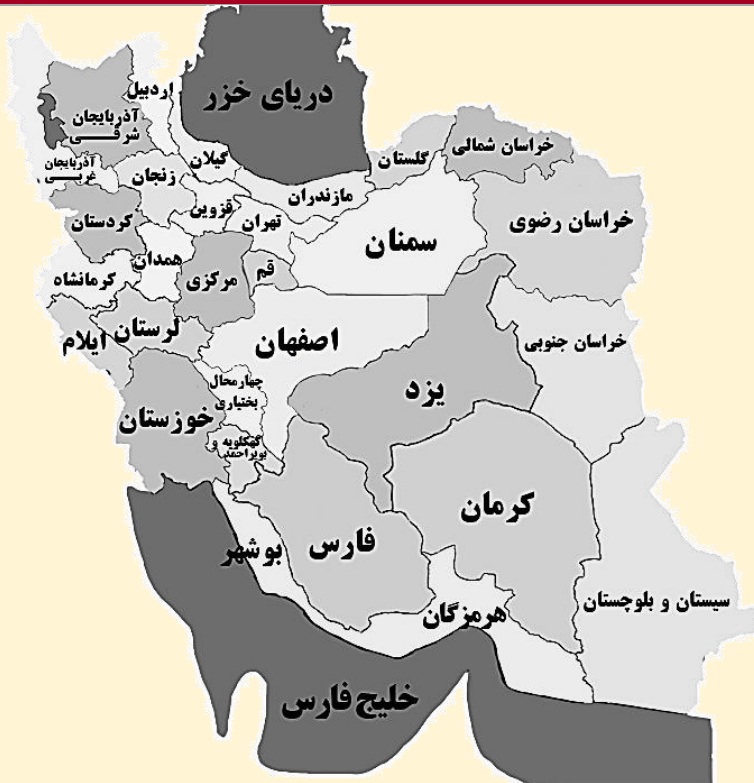 دریای خزر
اردبیل
آذربایجان
شرقی
آذربایجان
غربی
گیلان
زنجان
قزوین
مازندران
تهران
گلستان
خراسان شمالی
خراسان رضوی
سمنان
کردستان
همدان
کرمانشاه
مرکزی
قم
لرستان
ایلام
اصفهان
خراسان جنوبی
یزد
چهارمحال
بختیاری
خوزستان
کهکلویه و
بویراحمد
کرمان
فارس
بوشهر
هرمزگان
سیستان و بلوچستان
خلیج فارس